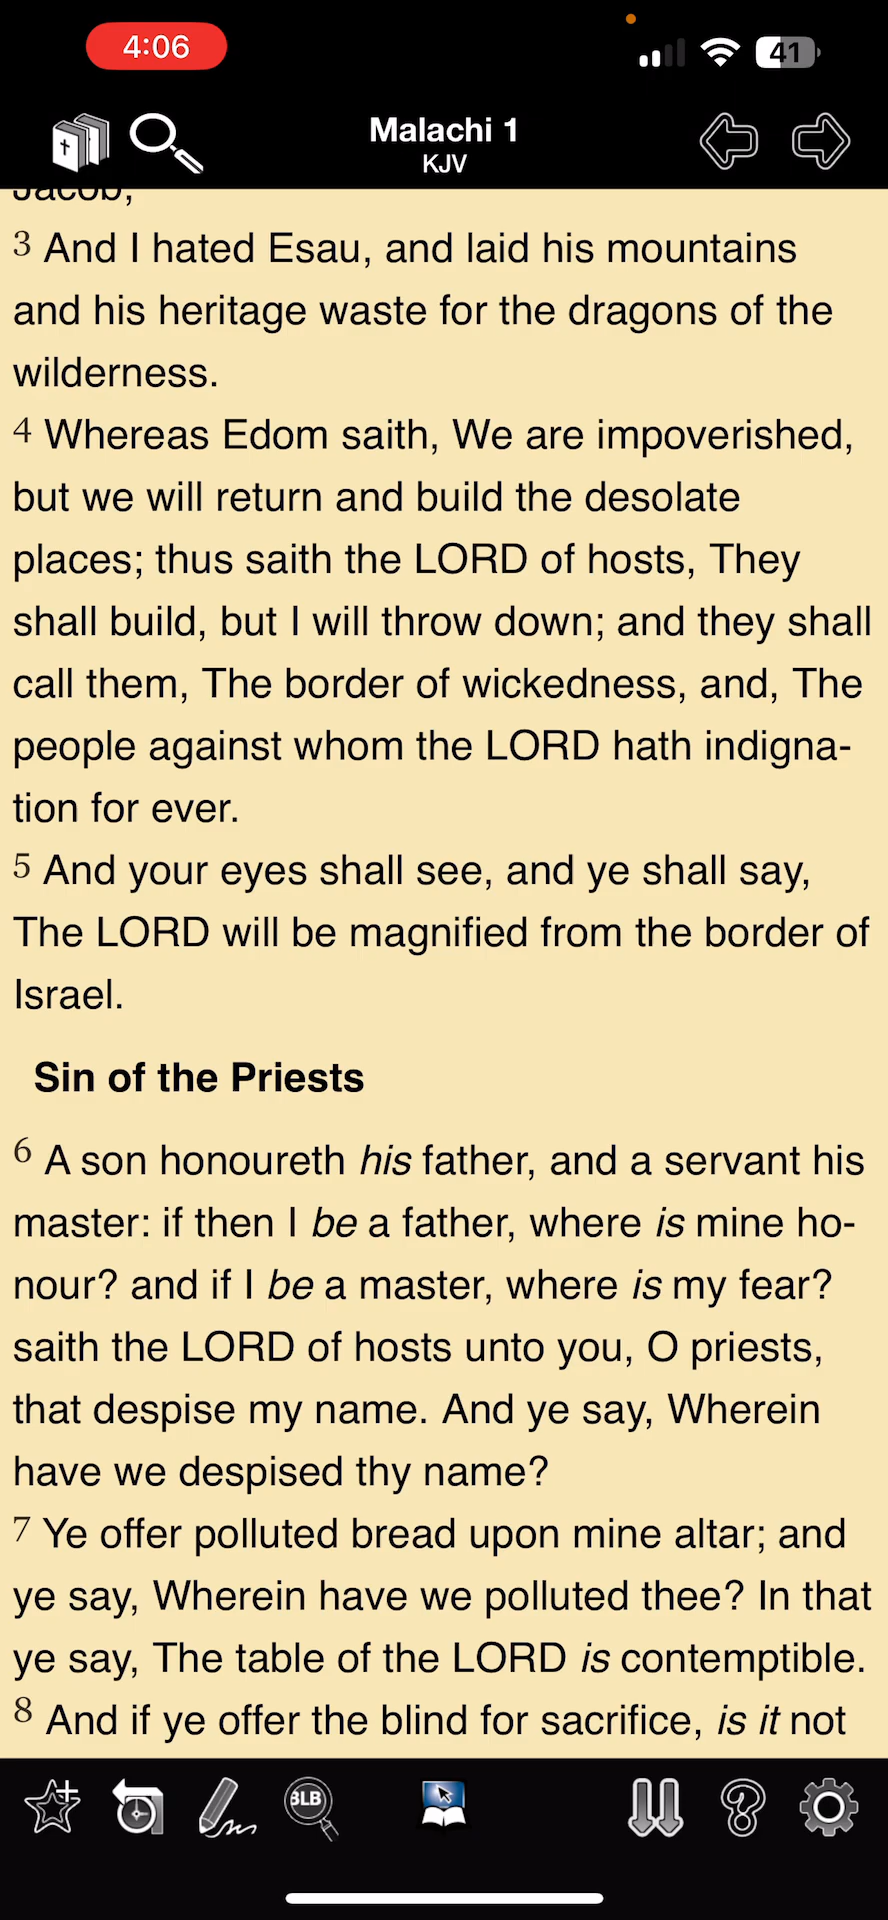 4:06
41
Malachi 1
KJV
Jacob;
3 And I hated Esau, and laid his mountains
and his heritage waste for the dragons of the
wilderness.
4 Whereas Edom saith, We are impoverished,
but we will return and build the desolate
places; thus saith the LORD of hosts, They
shall build, but I will throw down; and they shall
call them, The border of wickedness, and, The
people against whom the LORD hath indigna-
tion for ever.
5 And your eyes shall see, and ye shall say,
The LORD will be magnified from the border of
Israel.
Sin of the Priests
6 A son honoureth his father, and a servant his
master: if then I be a father, where is mine ho-
nour? and if I be a master, where is my fear?
saith the LORD of hosts unto you, O priests,
that despise my name. And ye say, Wherein
have we despised thy name?
7 Ye offer polluted bread upon mine altar; and
ye say, Wherein have we polluted thee? In that
ye say, The table of the LORD is contemptible.
8 And if ye offer the blind for sacrifice, is it not
BLB